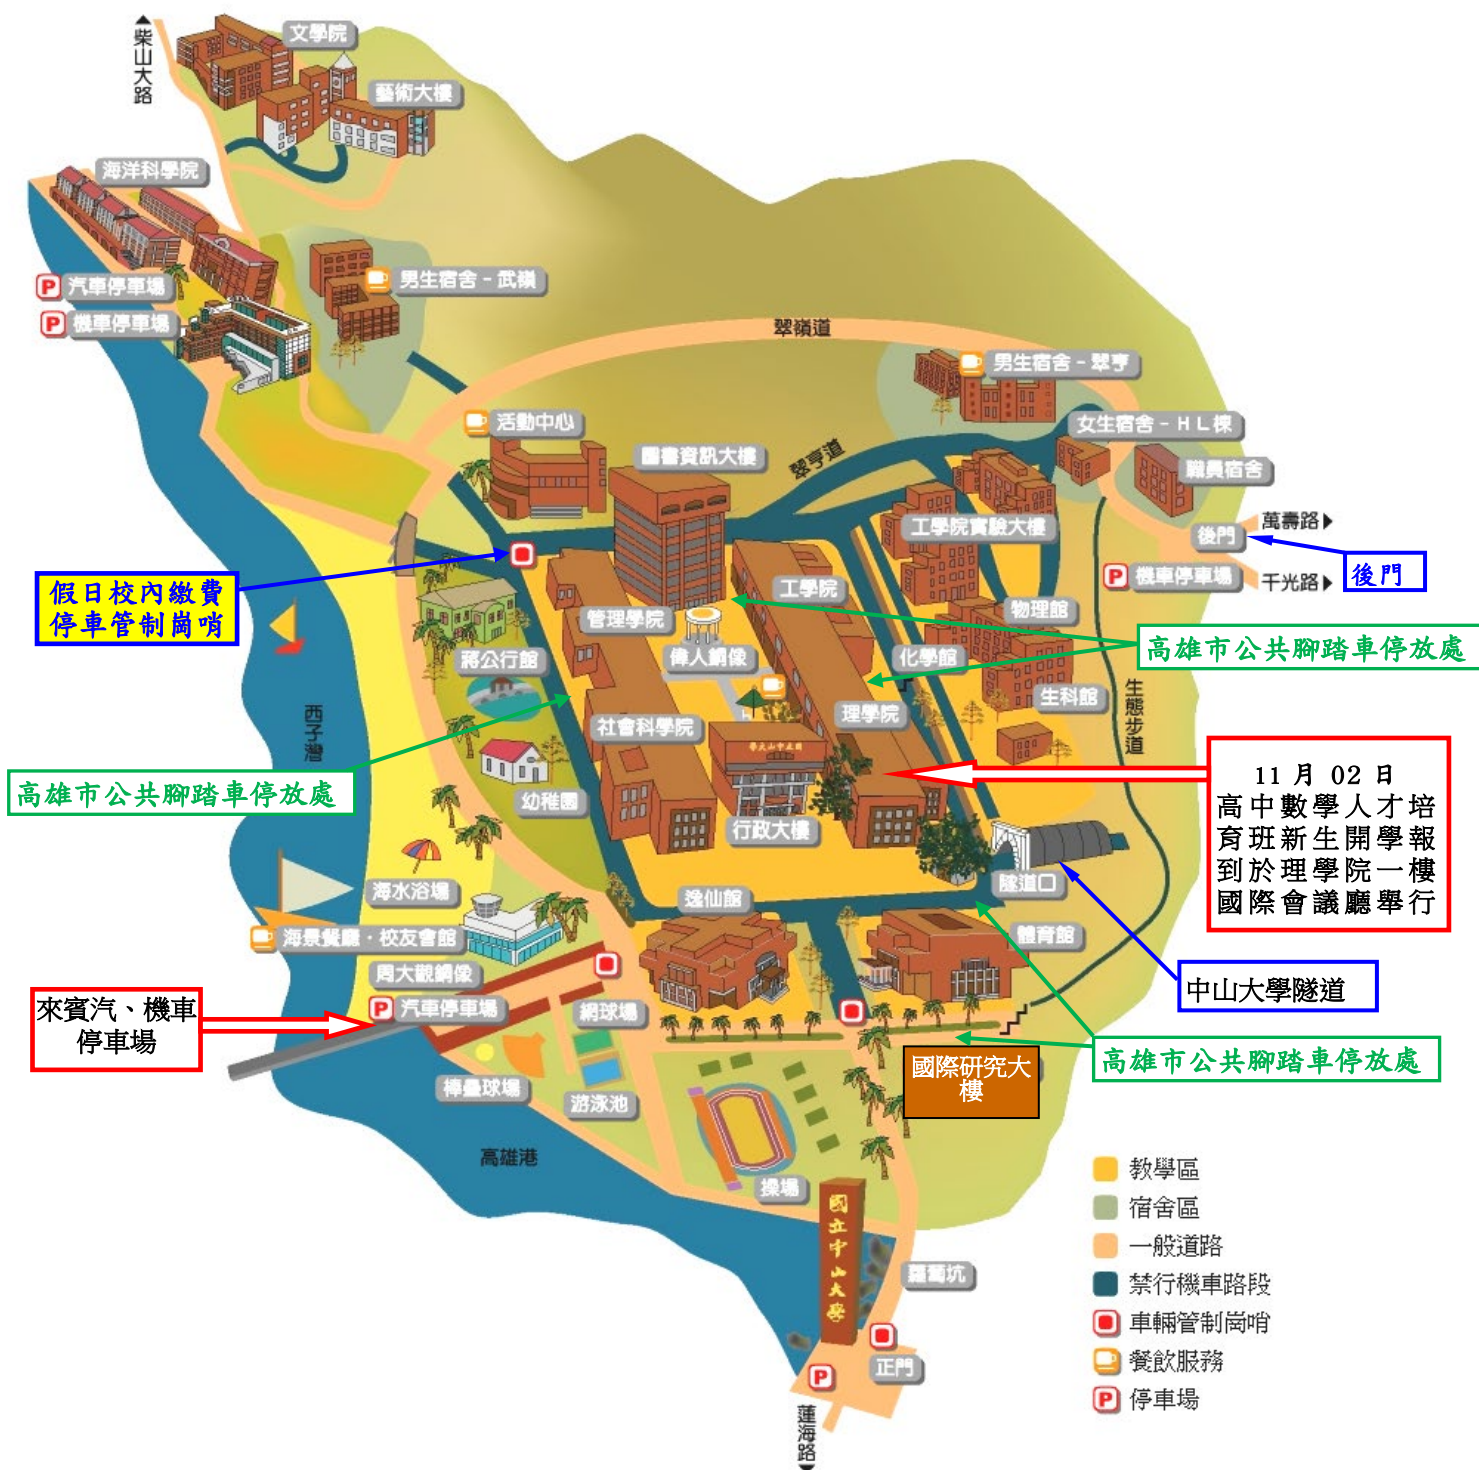 柴山大路
文學院
藝術大樓
海洋科學院
P 汽車停車場
P 機車停車場
男生宿舍-武嶺
翠嶺道
男生宿舍-翠亨
活動中心
圖書資訊大樓
翠亨道
女生宿舍-HL棟
職員宿舍
工學院實驗大樓
後門
萬壽路
千光路
後門
P 機車停車場
假日校內繳費
停車管制崗哨
管理學院
工學院
物理館
高雄市公共腳踏車停放處
蔣公行館
偉人銅像
化學館
生科館
生態步道
西子灣
社會科學院
理學院
學大山中立國
高雄市公共腳踏車停放處
幼稚園
行政大樓
11 月 02 日
高中數學人才培
育班新生開學報
到於理學院一樓
國際會議廳舉行
海水浴場
逸仙館
隧道口
海景餐廳・校友會館
體育館
周大觀銅像
中山大學隧道
來賓汽、機車
停車場
P 汽車停車場
網球場
高雄市公共腳踏車停放處
國際研究大
樓
棒壘球場
游泳池
高雄港
操場
國立中山大學
蘿蔔坑
正門
P
蓮海路
教學區
宿舍區
一般道路
禁行機車路段
車輛管制崗哨
餐飲服務
P 停車場